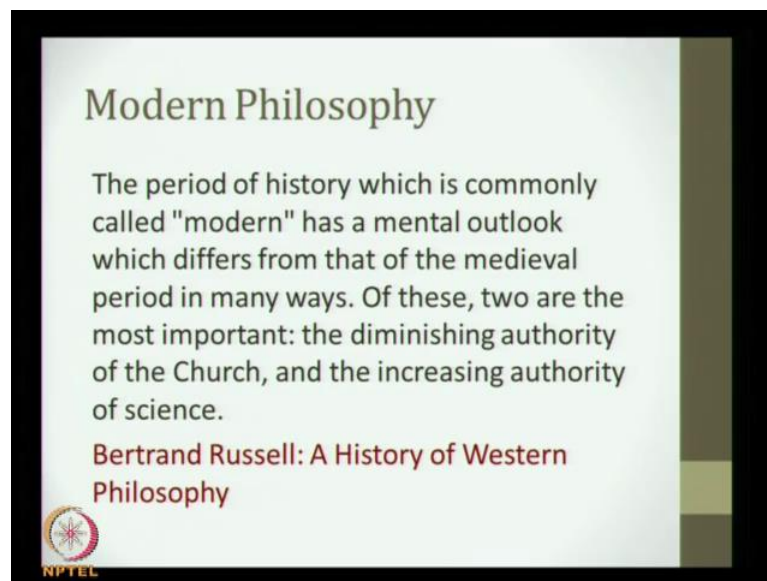 Modern Philosophy
The period of history which is commonly
called "modern" has a mental outlook
which differs from that of the medieval
period in many ways. Of these, two are the
most important: the diminishing authority
of the Church, and the increasing authority
of science.
Bertrand Russell: A History of Western
Philosophy
NPTEL